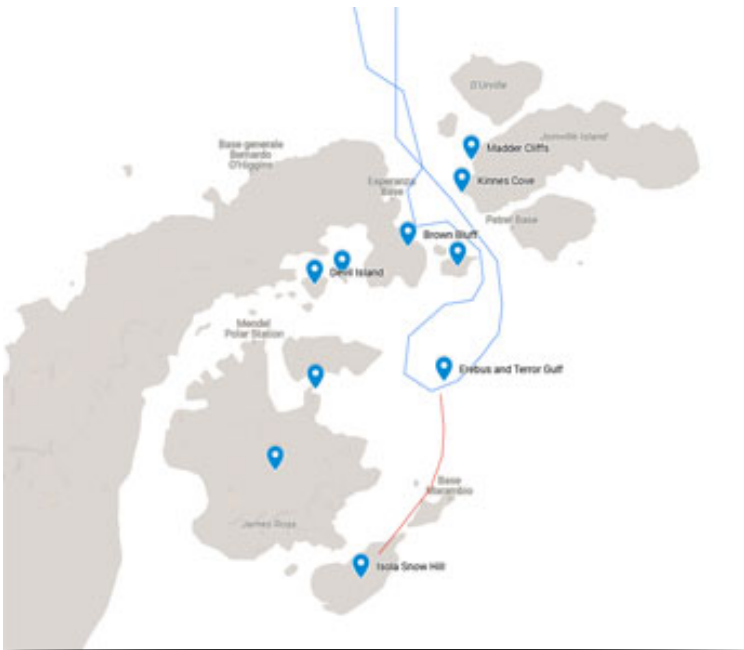 D'Urville
Joinville Island
Madder Cliffs
Base generale
Bernardo
O'Higgins
Esperanza
Base
Kinnes Cove
Petrel Base
Brown Bluff
Devil Island
Mendel
Polar Station
Erebus and Terror Gulf
Base
Marambio
James Ross
Isola Snow Hill